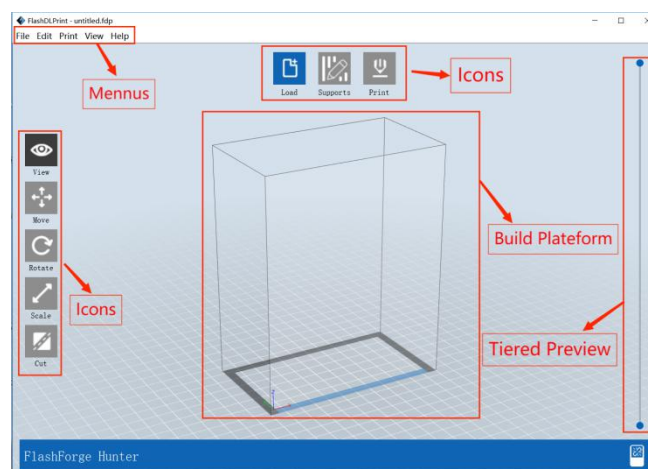 FlashDLPrint - untitled.fdp
File Edit Print View Help
Mennus
Load Supports Print
Icons
View
Move
Rotate
Scale
Cut
Icons
Build Plateform
Tiered Preview
FlashForge Hunter